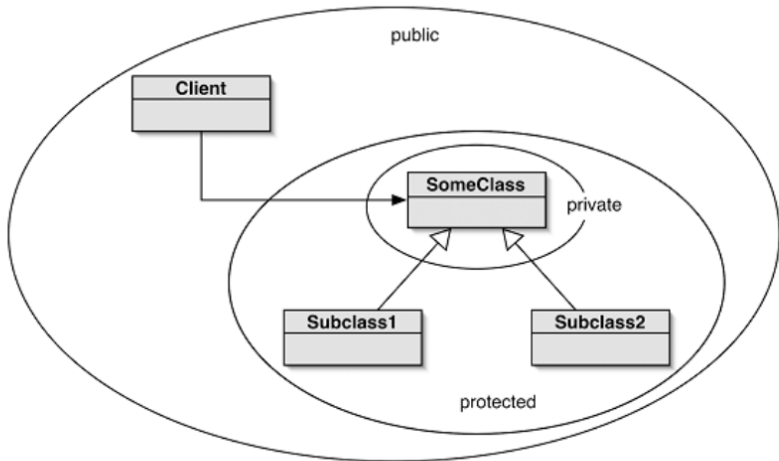 public
Client
SomeClass
private
Subclass1
Subclass2
protected